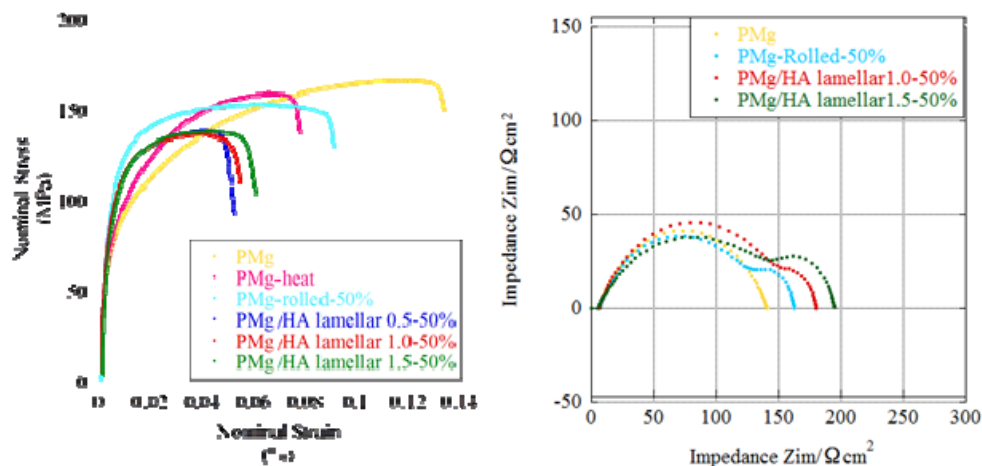 200
150
100
50
0
Nominal Stress
(MPa)
PMg
PMg-heat
PMg-rolled-50%
PMg/HA lamellar 0.5-50%
PMg/HA lamellar 1.0-50%
PMg/HA lamellar 1.5-50%
0 0.02 0.04 0.06 0.08 0.1 0.12 0.14
Nominal Strain
150
100
50
0
-50
Impedance Zim/Ωcm²
PMg
PMg-Rolled-50%
PMg/HA lamellar1.0-50%
PMg/HA lamellar1.5-50%
0 50 100 150 200 250 300
Impedance Zim/Ωcm²